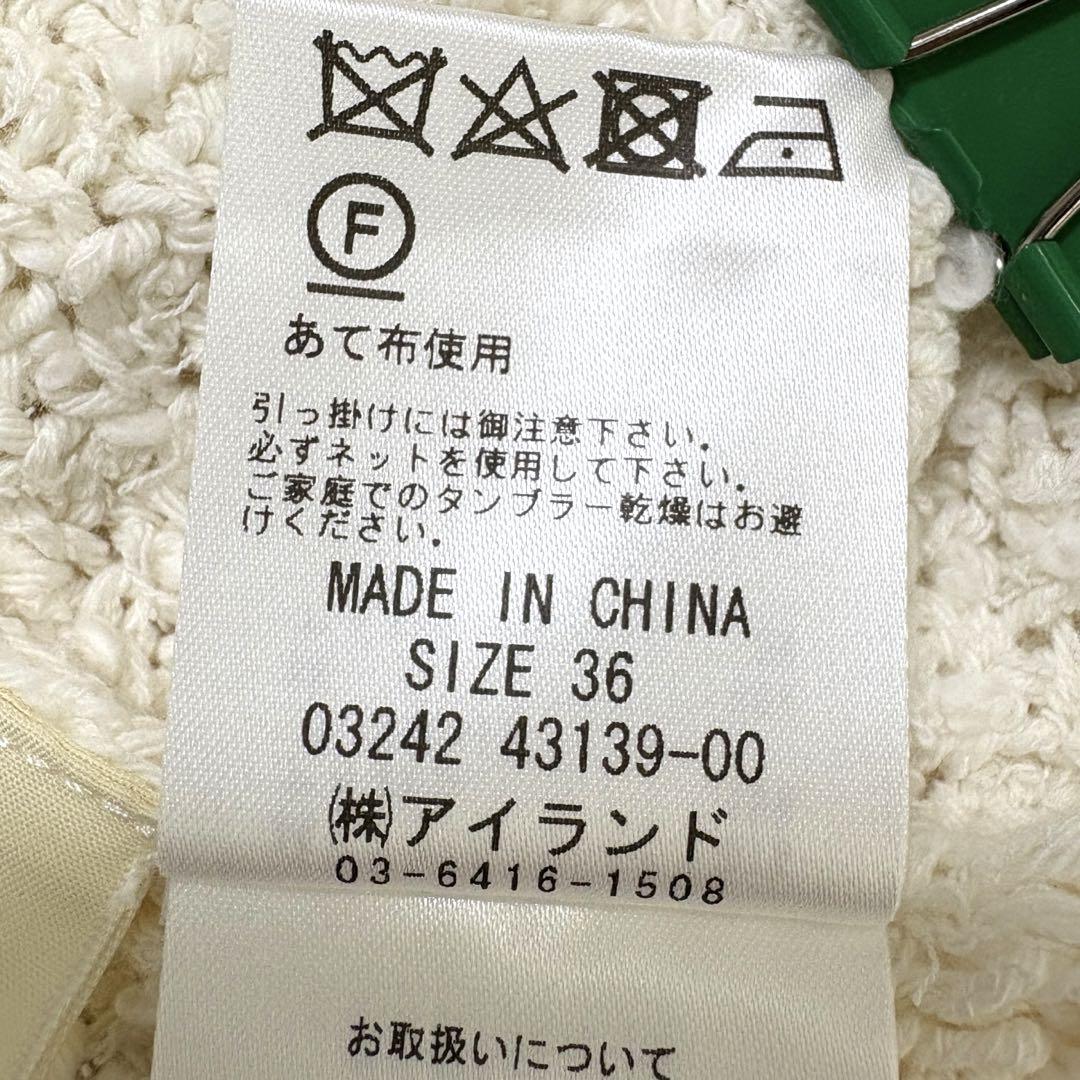 F
あて布使用
引っ掛けには御注意下さい.
必ずネットを使用して下さい.
ご家庭でのタンブラー乾燥はお避
けください.
MADE IN CHINA
SIZE 36
03242 43139-00
㈱アイランド
03-6416-1508
お取扱いについて